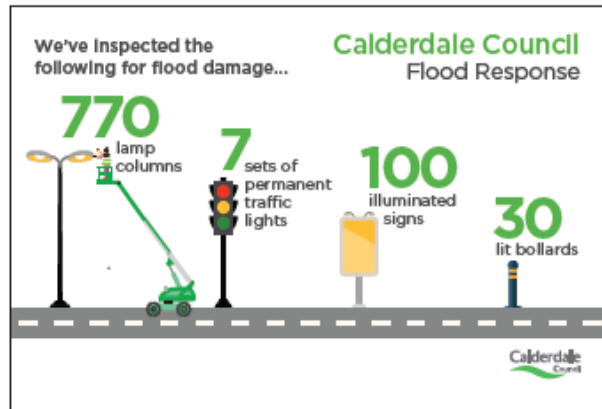 We've inspected the
following for flood damage...
Calderdale Council
Flood Response
770
lamp
columns
7
sets of
permanent
traffic
lights
100
illuminated
signs
30
lit bollards
Calderdale
Council